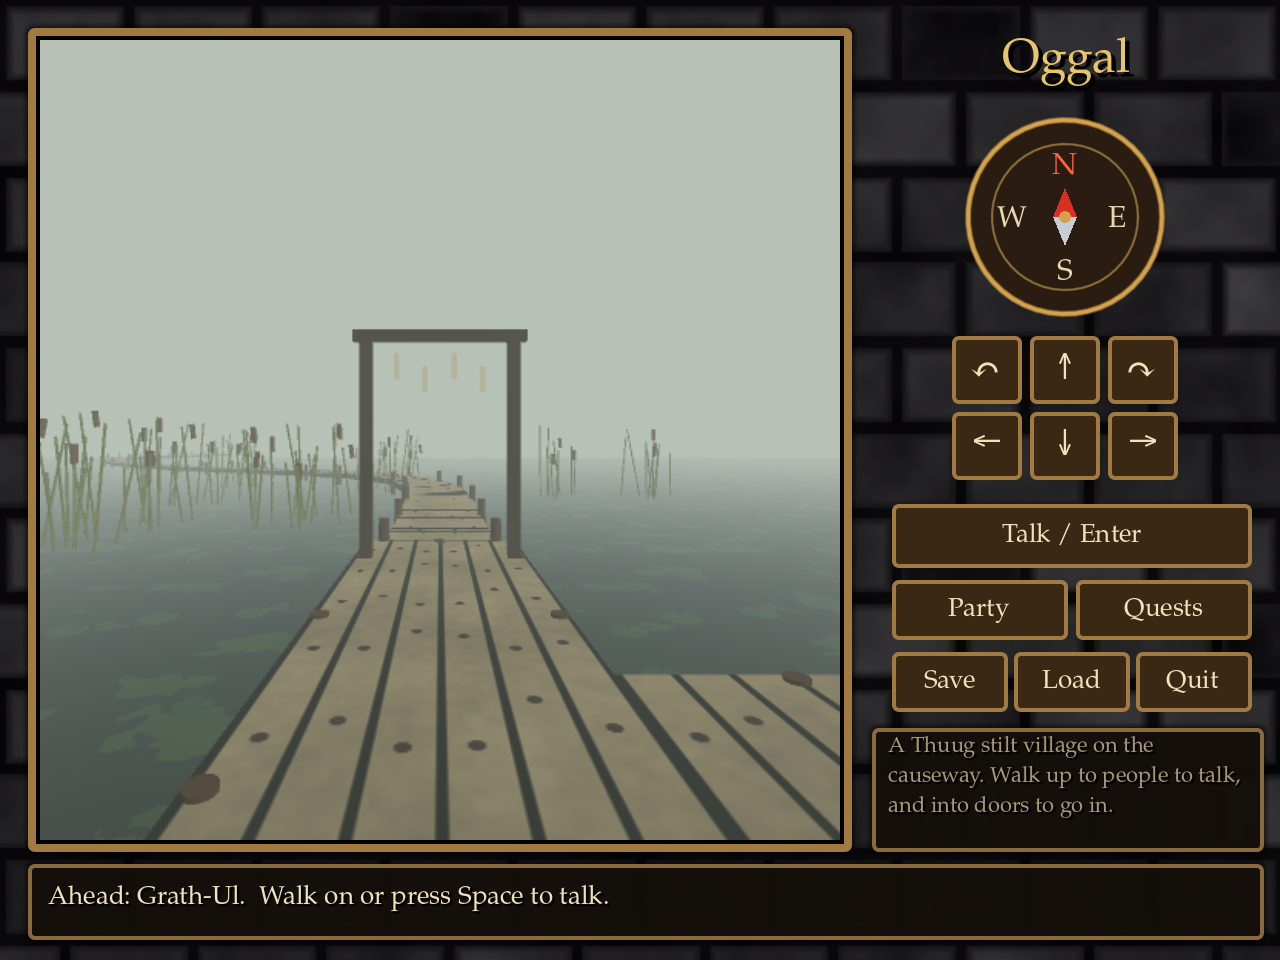 Oggal
N
W E
S
Talk / Enter
Party Quests
Save Load Quit
A Thuug stilt village on the
causeway. Walk up to people to talk,
and into doors to go in.
Ahead: Grath-Ul.  Walk on or press Space to talk.